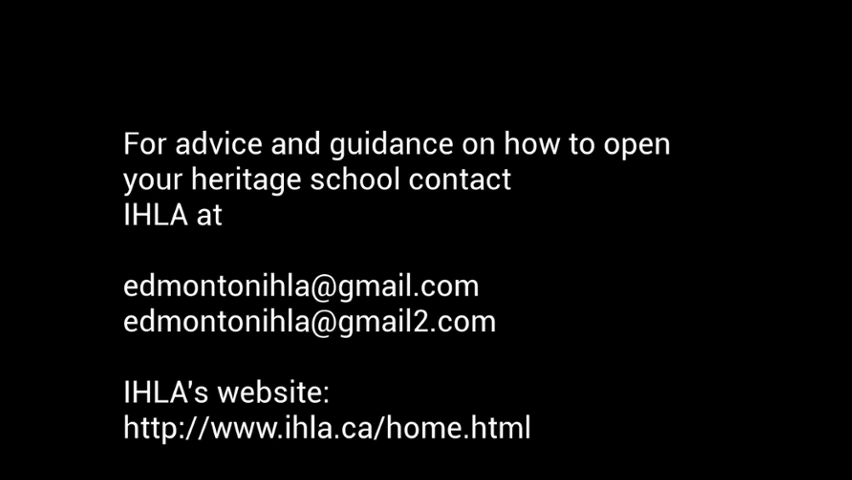 For advice and guidance on how to open
your heritage school contact
IHLA at
edmontonihla@gmail.com
edmontonihla@gmail2.com
IHLA's website:
http://www.ihla.ca/home.html